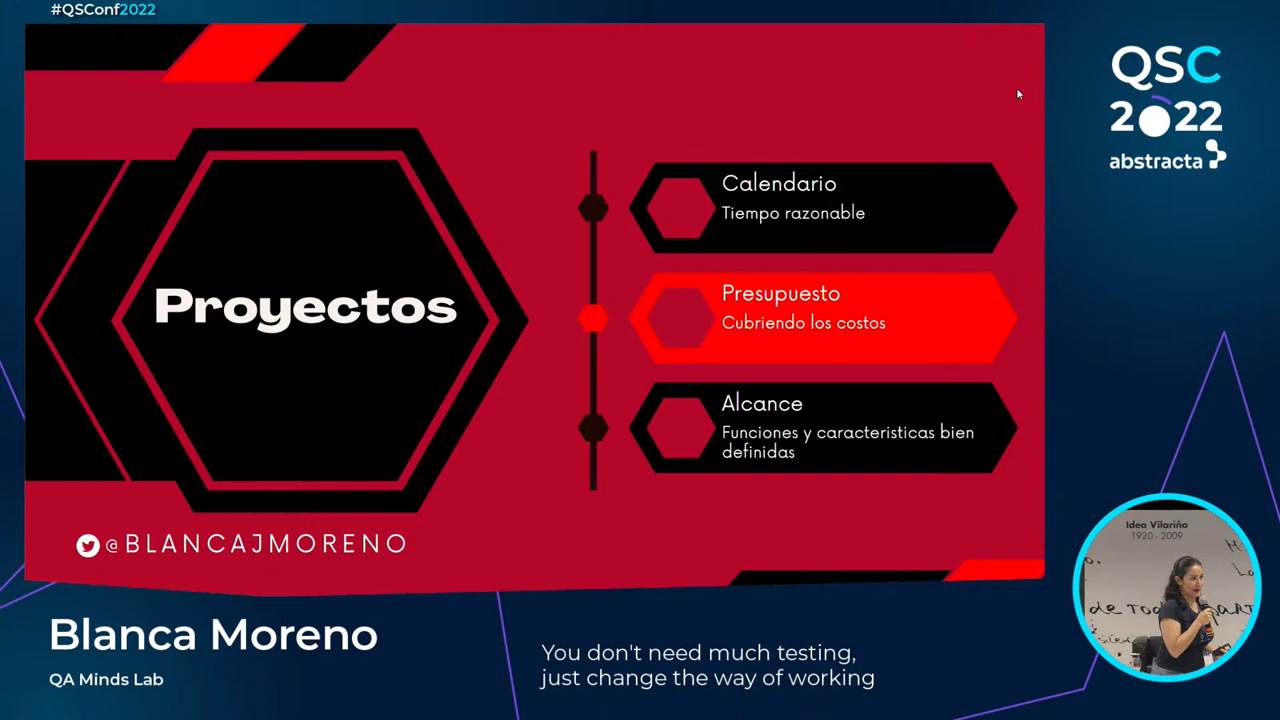 #QSConf2022
QSC
2022
abstracta
Proyectos
Calendario
Tiempo razonable
Presupuesto
Cubriendo los costos
Alcance
Funciones y caracteristicas bien
definidas
@BLANCAJMORENO
Blanca Moreno
QA Minds Lab
You don't need much testing,
just change the way of working
Idea Vilariño
1920 - 2009
de TOD